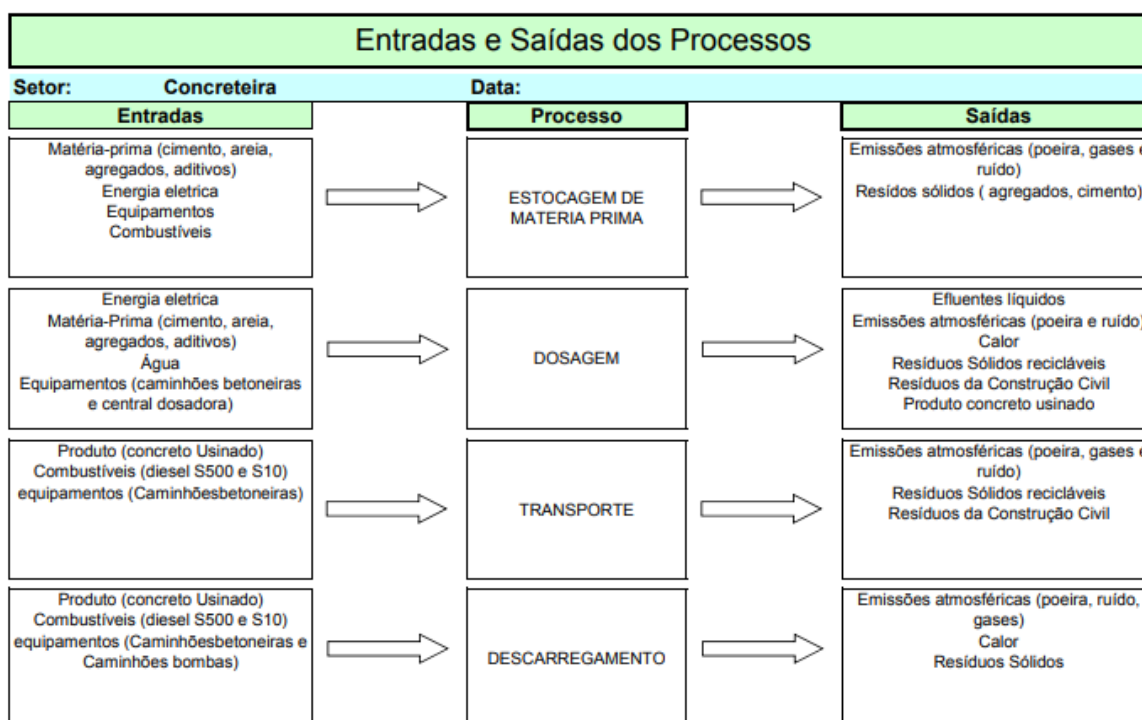 Entradas e Saídas dos Processos
Setor: Concreteira Data:
Entradas Processo Saídas
Matéria-prima (cimento, areia,
agregados, aditivos)
Energia eletrica
Equipamentos
Combustíveis
ESTOCAGEM DE
MATERIA PRIMA
Emissões atmosféricas (poeira, gases e
ruído)
Resídos sólidos ( agregados, cimento)
Energia eletrica
Matéria-Prima (cimento, areia,
agregados, aditivos)
Água
Equipamentos (caminhões betoneiras
e central dosadora)
DOSAGEM
Efluentes líquidos
Emissões atmosféricas (poeira e ruído)
Calor
Resíduos Sólidos recicláveis
Resíduos da Construção Civil
Produto concreto usinado
Produto (concreto Usinado)
Combustíveis (diesel S500 e S10)
equipamentos (Caminhõesbetoneiras)
TRANSPORTE
Emissões atmosféricas (poeira, gases e
ruído)
Resíduos Sólidos recicláveis
Resíduos da Construção Civil
Produto (concreto Usinado)
Combustíveis (diesel S500 e S10)
equipamentos (Caminhõesbetoneiras e
Caminhões bombas)
DESCARREGAMENTO
Emissões atmosféricas (poeira, ruído,
gases)
Calor
Resíduos Sólidos